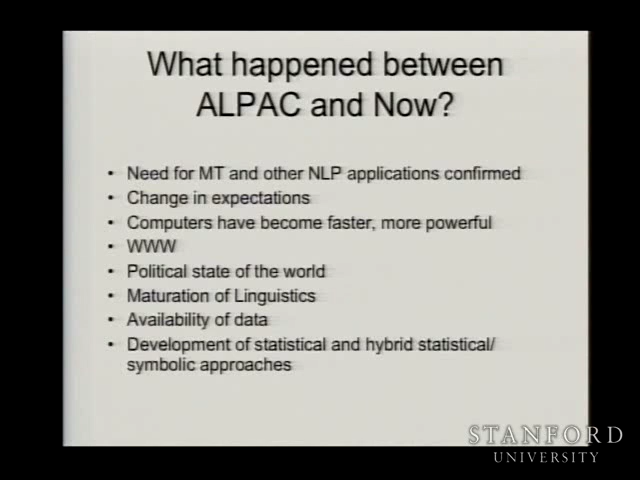 What happened between
ALPAC and Now?
• Need for MT and other NLP applications confirmed
• Change in expectations
• Computers have become faster, more powerful
• WWW
• Political state of the world
• Maturation of Linguistics
• Availability of data
• Development of statistical and hybrid statistical/
symbolic approaches
STANFORD
UNIVERSITY